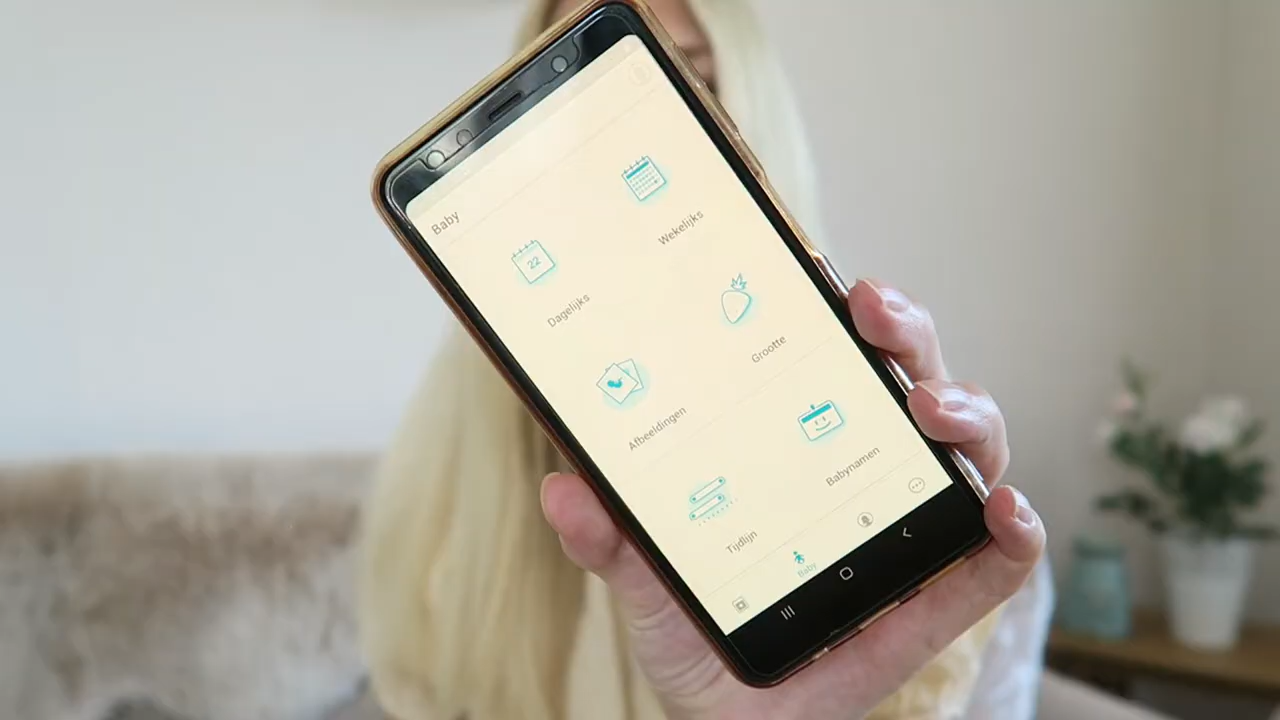 Baby
22
Dagelijks
Wekelijks
Afbeeldingen
Grootte
Tijdlijn
Babynamen
Baby